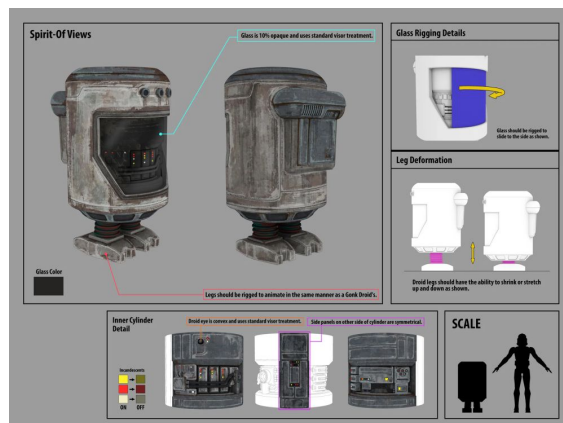 Spirit-Of Views
Glass is 10% opaque and uses standard visor treatment.
Glass Color
Legs should be rigged to animate in the same manner as a Gonk Droid's.
Glass Rigging Details
Glass should be rigged to
slide to the side as shown.
Leg Deformation
Droid legs should have the ability to shrink or stretch
up and down as shown.
Inner Cylinder
Detail
Droid eye is convex and uses standard visor treatment.
Side panels on other side of cylinder are symmetrical.
Incandescents
ON OFF
SCALE